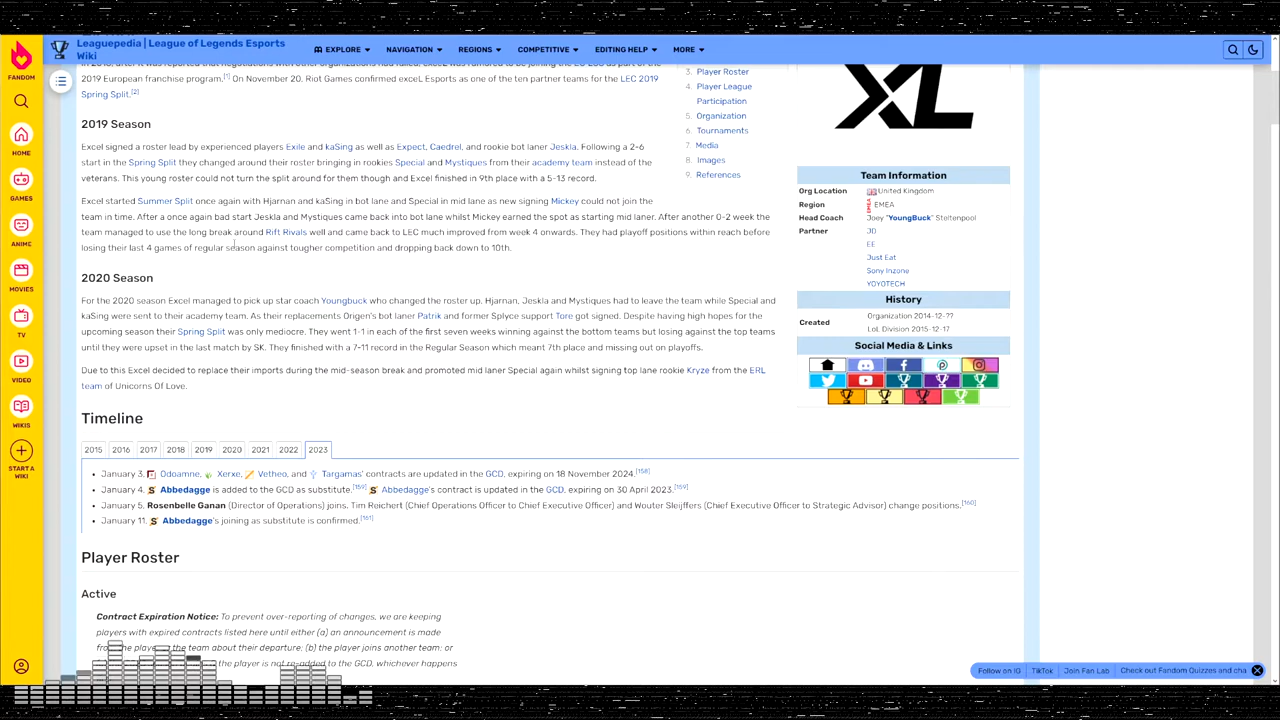 Leaguepedia | League of Legends Esports Wiki
EXPLORE
NAVIGATION
REGIONS
COMPETITIVE
EDITING HELP
MORE
FANDOM
HOME
GAMES
ANIME
MOVIES
TV
VIDEO
WIKIS
START A WIKI
2019 European franchise program.[1] On November 20, Riot Games confirmed exceL Esports as one of the ten partner teams for the LEC 2019
Spring Split.[2]
2019 Season
Excel signed a roster lead by experienced players Exile and kaSing as well as Expect, Caedrel, and rookie bot laner Jeskla. Following a 2-6
start in the Spring Split they changed around their roster bringing in rookies Special and Mystiques from their academy team instead of the
veterans. This young roster could not turn the split around for them though and Excel finished in 9th place with a 5-13 record.
Excel started Summer Split once again with Hjarnan and kaSing in bot lane and Special in mid lane as new signing Mickey could not join the
team in time. After a once again bad start Jeskla and Mystiques came back into bot lane whilst Mickey earned the spot as starting mid laner. After another 0-2 week the
team managed to use the long break around Rift Rivals well and came back to LEC much improved from week 4 onwards. They had playoff positions within reach before
losing their last 4 games of regular season against tougher competition and dropping back down to 10th.
2020 Season
For the 2020 season Excel managed to pick up star coach Youngbuck who changed the roster up. Hjarnan, Jeskla and Mystiques had to leave the team while Special and
kaSing were sent to their academy team. As their replacements Origen's bot laner Patrik and former Splyce support Tore got signed. Despite having high hopes for the
upcoming season their Spring Split was only mediocre. They went 1-1 in each of the first seven weeks winning against the bottom teams but losing against the top teams
until they were upset in the last match by SK. They finished with a 7-11 record in the Regular Season which meant 7th place and missing out on playoffs.
Due to this Excel decided to replace their imports during the mid-season break and promoted mid laner Special again whilst signing top lane rookie Kryze from the ERL
team of Unicorns Of Love.
Timeline
2015 2016 2017 2018 2019 2020 2021 2022 2023
January 3, Odoamne, Xerxe, Vetheo, and Targamas' contracts are updated in the GCD, expiring on 18 November 2024.[158]
January 4, Abbedagge is added to the GCD as substitute.[159] Abbedagge's contract is updated in the GCD, expiring on 30 April 2023.[159]
January 5, Rosenbelle Ganan (Director of Operations) joins. Tim Reichert (Chief Operations Officer to Chief Executive Officer) and Wouter Sleijffers (Chief Executive Officer to Strategic Advisor) change positions.[160]
January 11, Abbedagge's joining as substitute is confirmed.[161]
Player Roster
Active
Contract Expiration Notice: To prevent over-reporting of changes, we are keeping
players with expired contracts listed here until either (a) an announcement is made
the team about their departure; (b) the player joins another team; or
the player is not re-added to the GCD, whichever happens
3. Player Roster
4. Player League Participation
5. Organization
6. Tournaments
7. Media
8. Images
9. References
XL
Team Information
Org Location United Kingdom
Region EMEA EMEA
Head Coach Joey "YoungBuck" Steltenpool
Partner JD
EE
Just Eat
Sony Inzone
YOYOTECH
History
Created Organization 2014-12-??
LoL Division 2015-12-17
Social Media & Links
Follow on IG
TikTok
Join Fan Lab
Check out Fandom Quizzes and cha